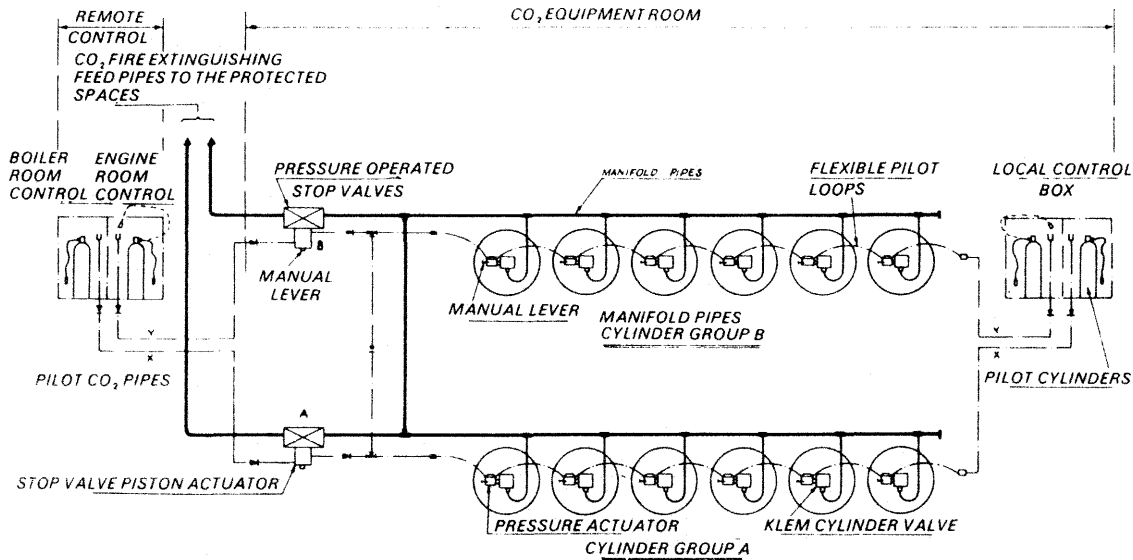 REMOTE
CONTROL
CO₂ EQUIPMENT ROOM
CO₂ FIRE EXTINGUISHING
FEED PIPES TO THE PROTECTED
SPACES
BOILER
ROOM
CONTROL
ENGINE
ROOM
CONTROL
PRESSURE OPERATED
STOP VALVES
MANIFOLD PIPES
FLEXIBLE PILOT
LOOPS
LOCAL CONTROL
BOX
B
MANUAL
LEVER
MANUAL LEVER
MANIFOLD PIPES
CYLINDER GROUP B
Y
X
Y
X
PILOT CO₂ PIPES
PILOT CYLINDERS
A
STOP VALVE PISTON ACTUATOR
PRESSURE ACTUATOR
KLEM CYLINDER VALVE
CYLINDER GROUP A